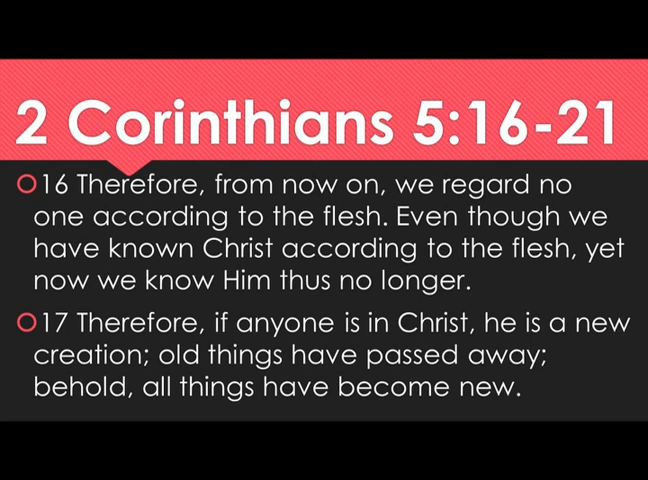 2 Corinthians 5:16-21
16 Therefore, from now on, we regard no
one according to the flesh. Even though we
have known Christ according to the flesh, yet
now we know Him thus no longer.
17 Therefore, if anyone is in Christ, he is a new
creation; old things have passed away;
behold, all things have become new.